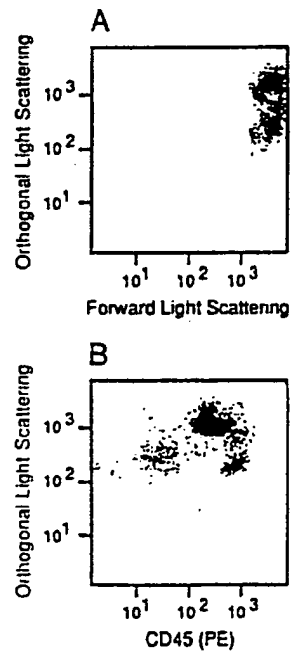 A
Orthogonal Light Scattering
10³
10²
10¹
10¹ 10² 10³
Forward Light Scattering
B
Orthogonal Light Scattering
10³
10²
10¹
10¹ 10² 10³
CD45 (PE)